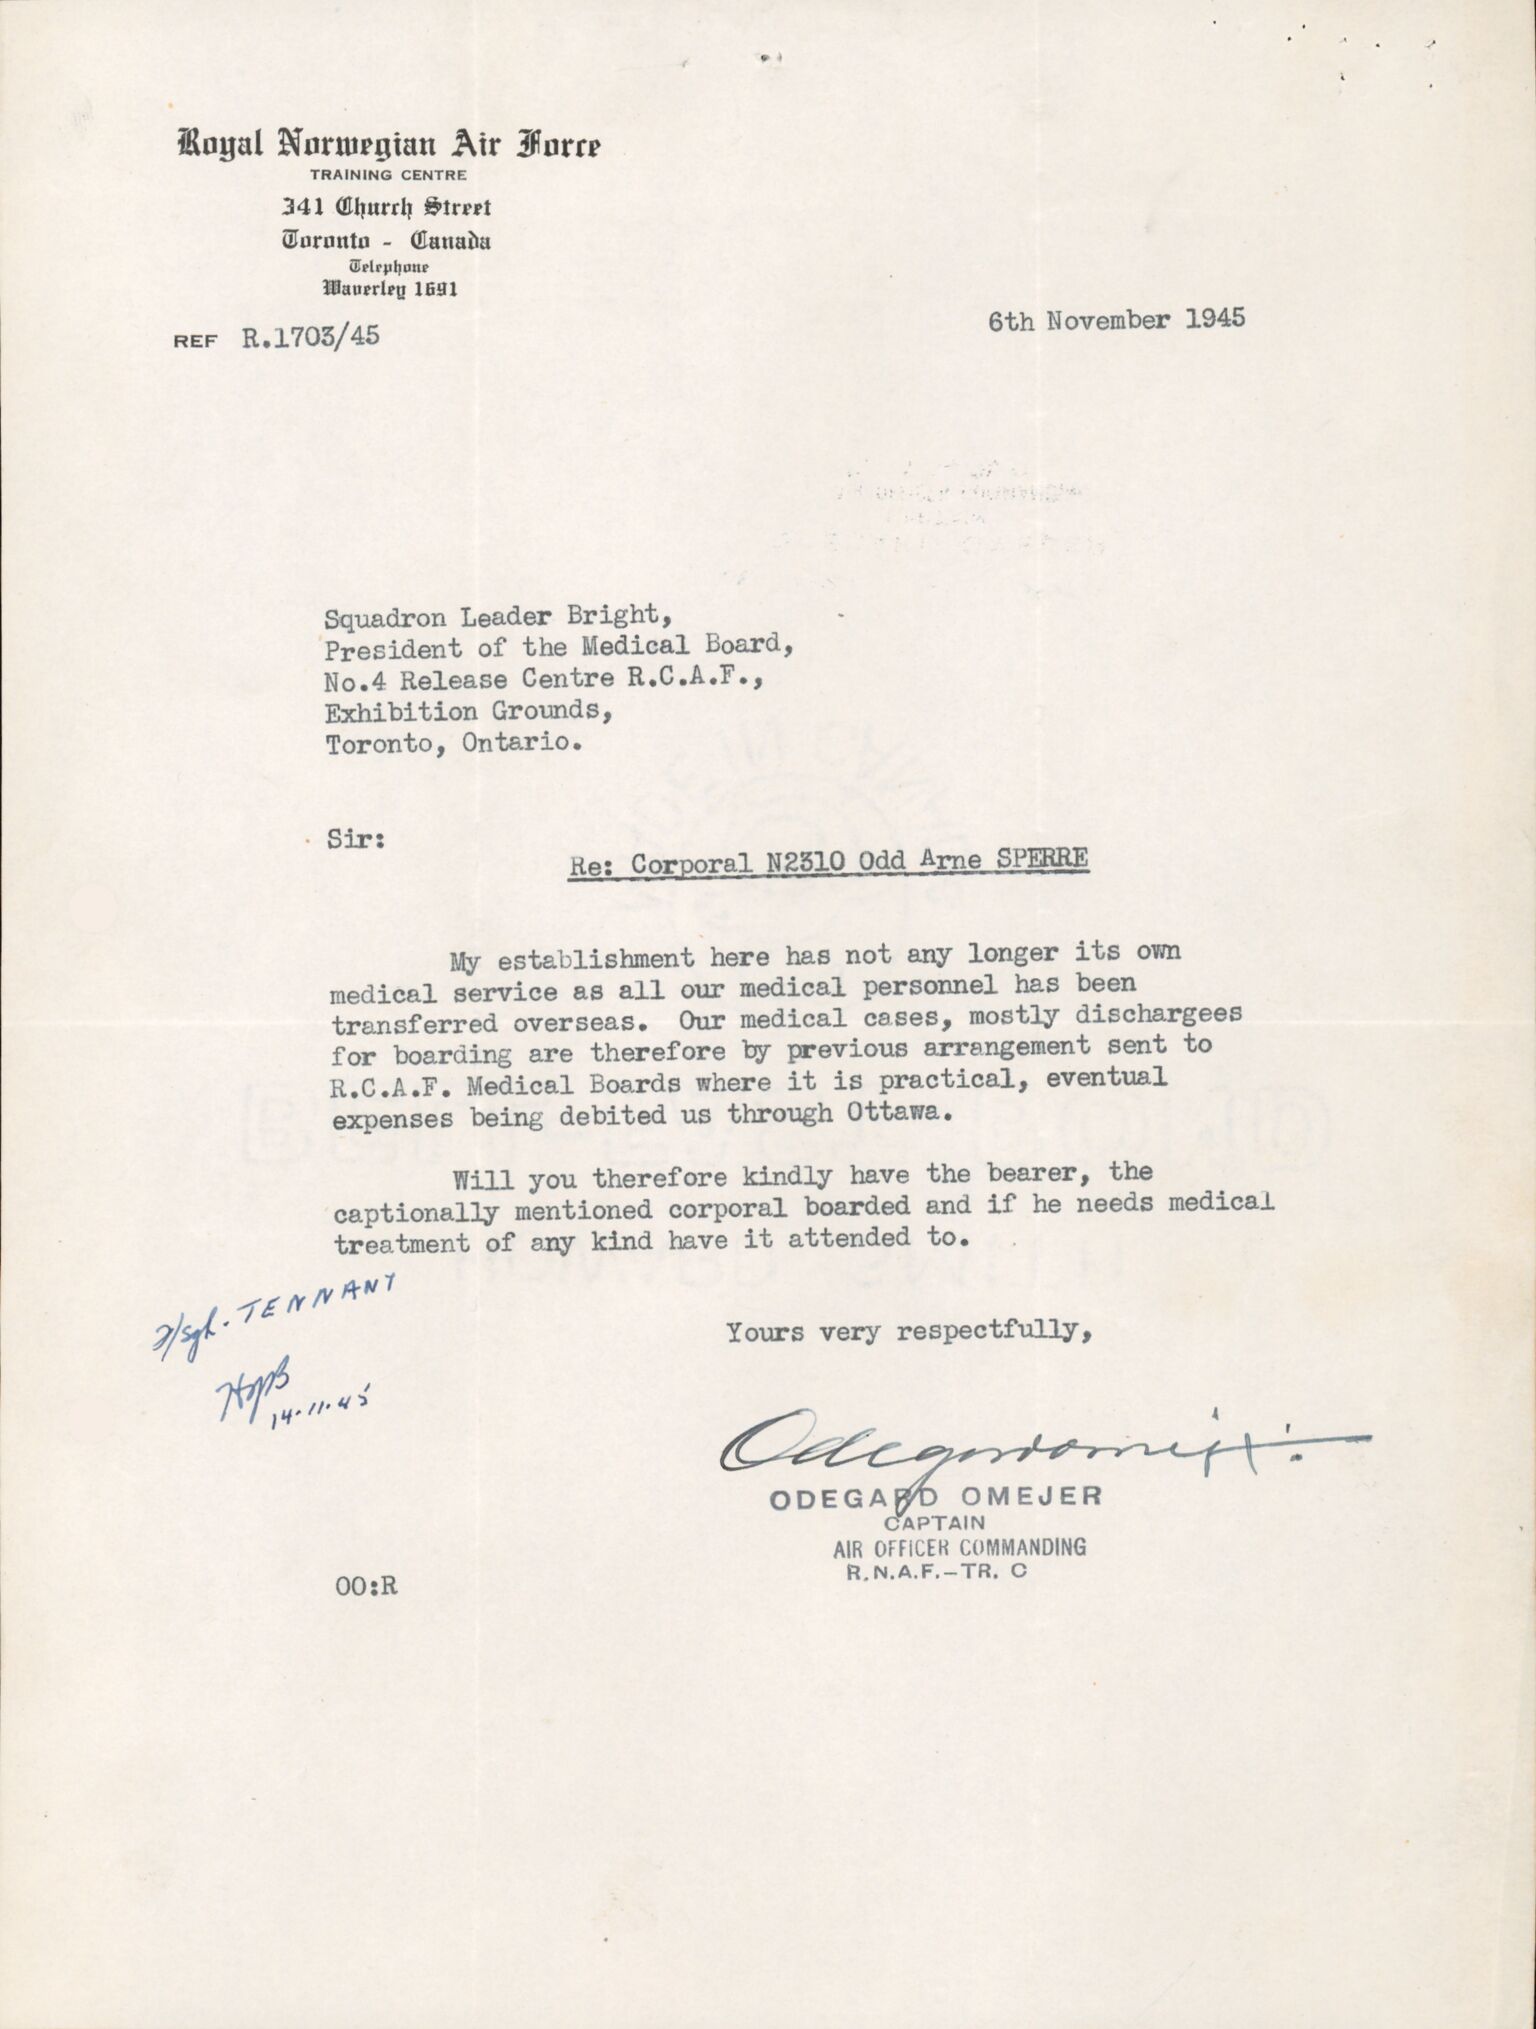 Royal Norwegian Air Force
TRAINING CENTRE
341 Church Street
Toronto - Canada
Telephone
Waverley 1691
REF R.1703/45
6th November 1945
Squadron Leader Bright,
President of the Medical Board,
No.4 Release Centre R.C.A.F.,
Exhibition Grounds,
Toronto, Ontario.
Sir:
Re: Corporal N2310 Odd Arne SPERRE
My establishment here has not any longer its own
medical service as all our medical personnel has been
transferred overseas. Our medical cases, mostly dischargees
for boarding are therefore by previous arrangement sent to
R.C.A.F. Medical Boards where it is practical, eventual
expenses being debited us through Ottawa.
Will you therefore kindly have the bearer, the
captionally mentioned corporal boarded and if he needs medical
treatment of any kind have it attended to.
TENNANT
14.11.45
Yours very respectfully,
ODEGARD OMEJER
CAPTAIN
AIR OFFICER COMMANDING
R.N.A.F.-TR. C
OO:R